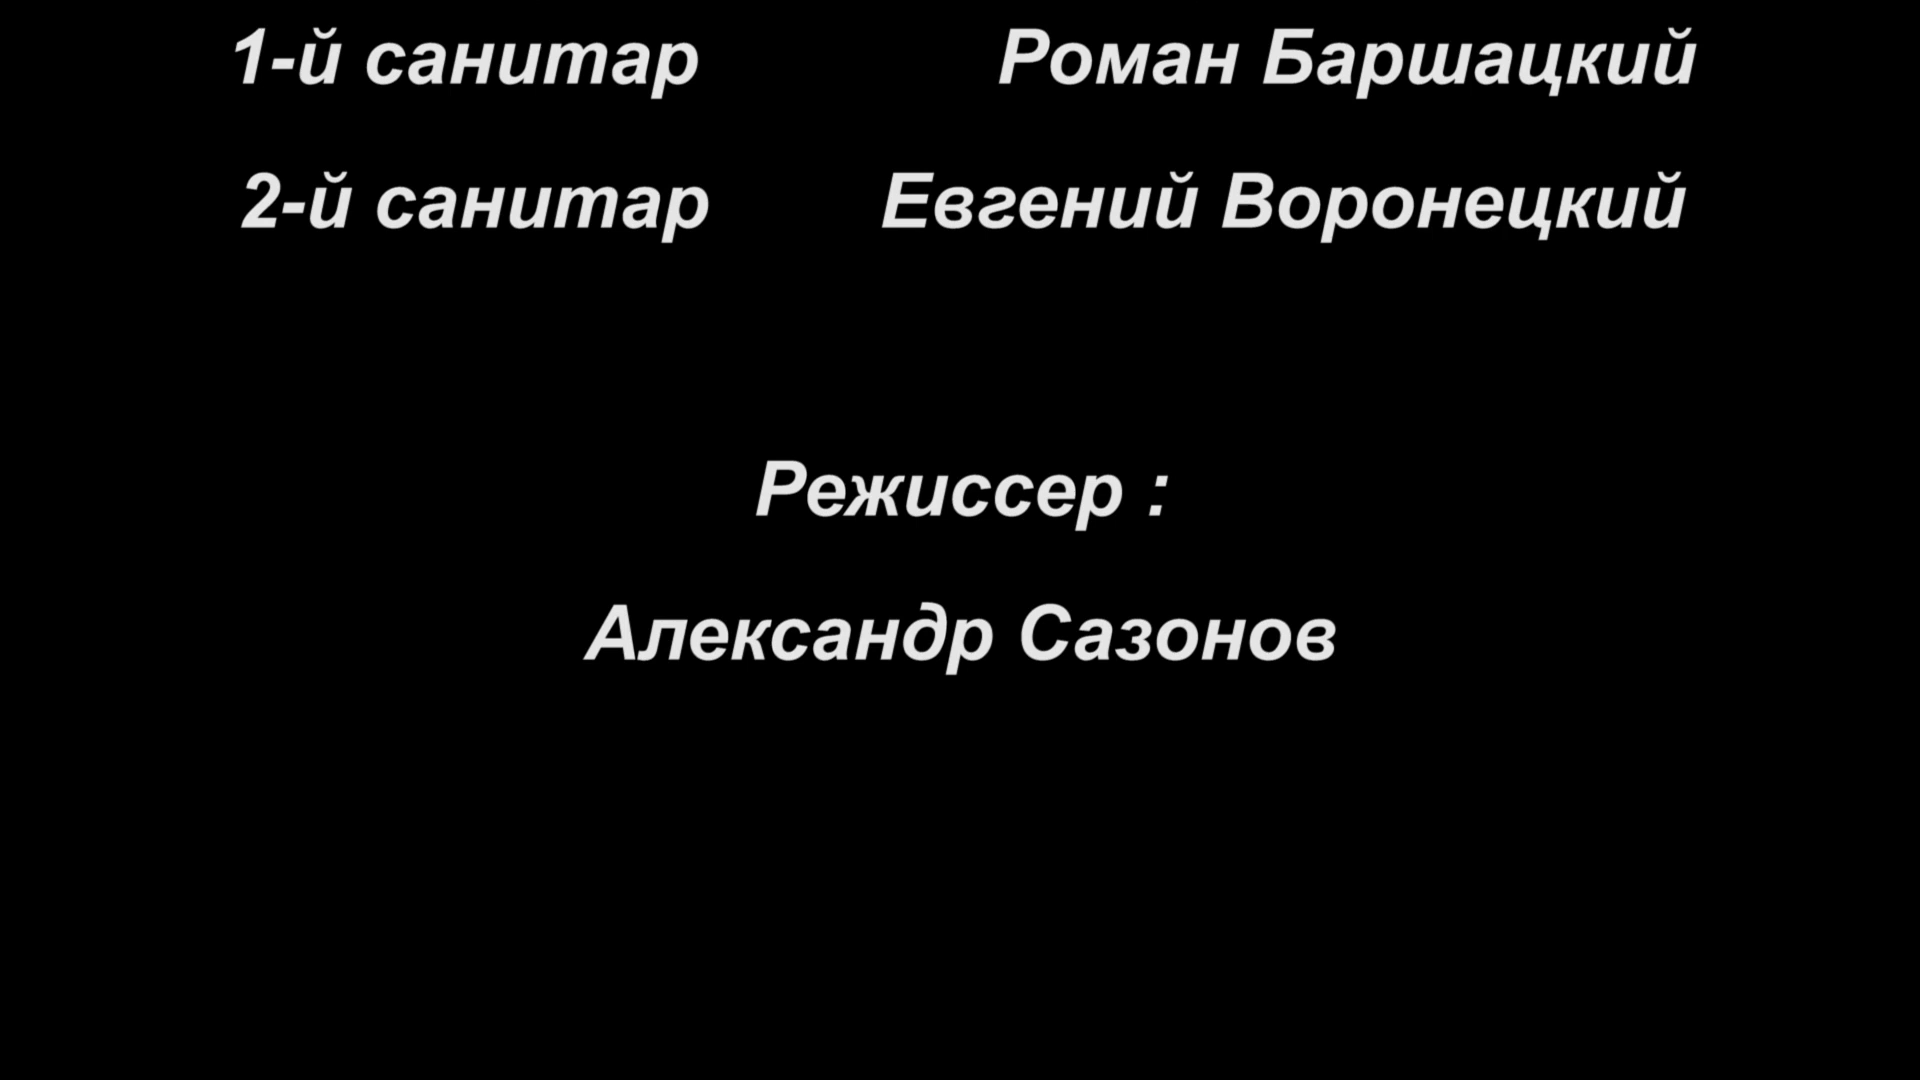 1-й санитар Роман Баршацкий
2-й санитар Евгений Воронецкий
Режиссер :
Александр Сазонов